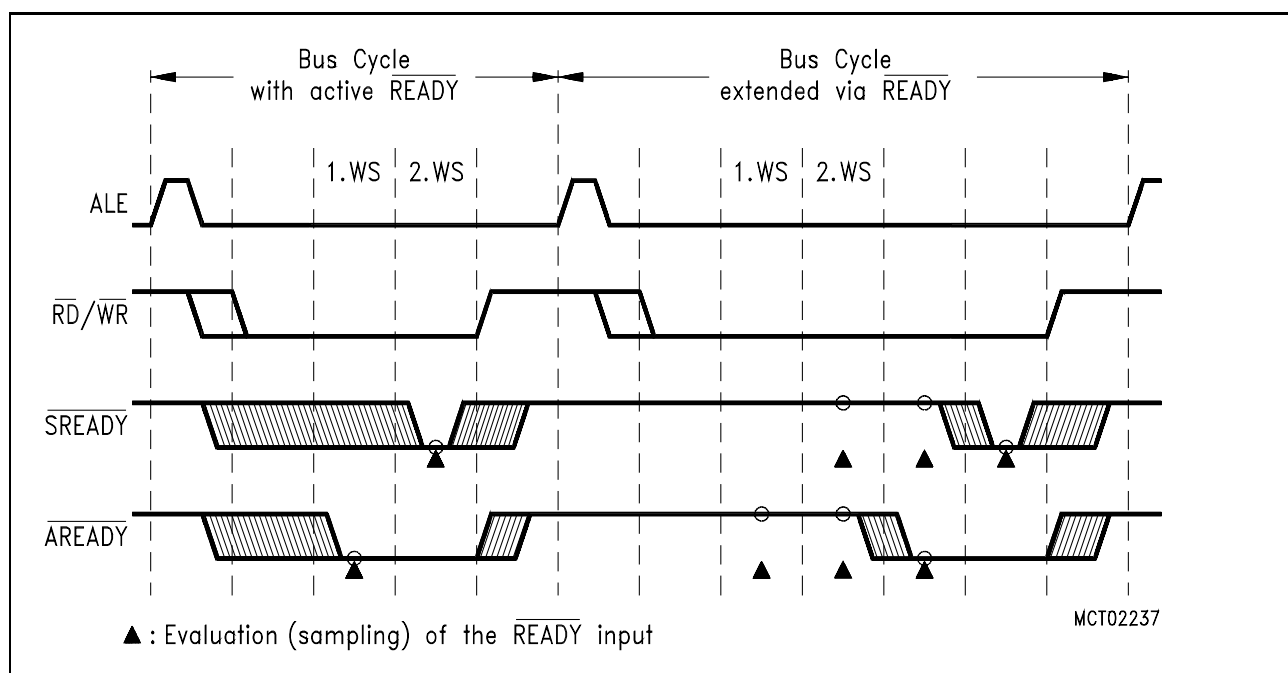 Bus Cycle
with active READY
Bus Cycle
extended via READY
1.WS
2.WS
1.WS
2.WS
ALE
RD/WR
SREADY
AREADY
MCT02237
▲ : Evaluation (sampling) of the READY input